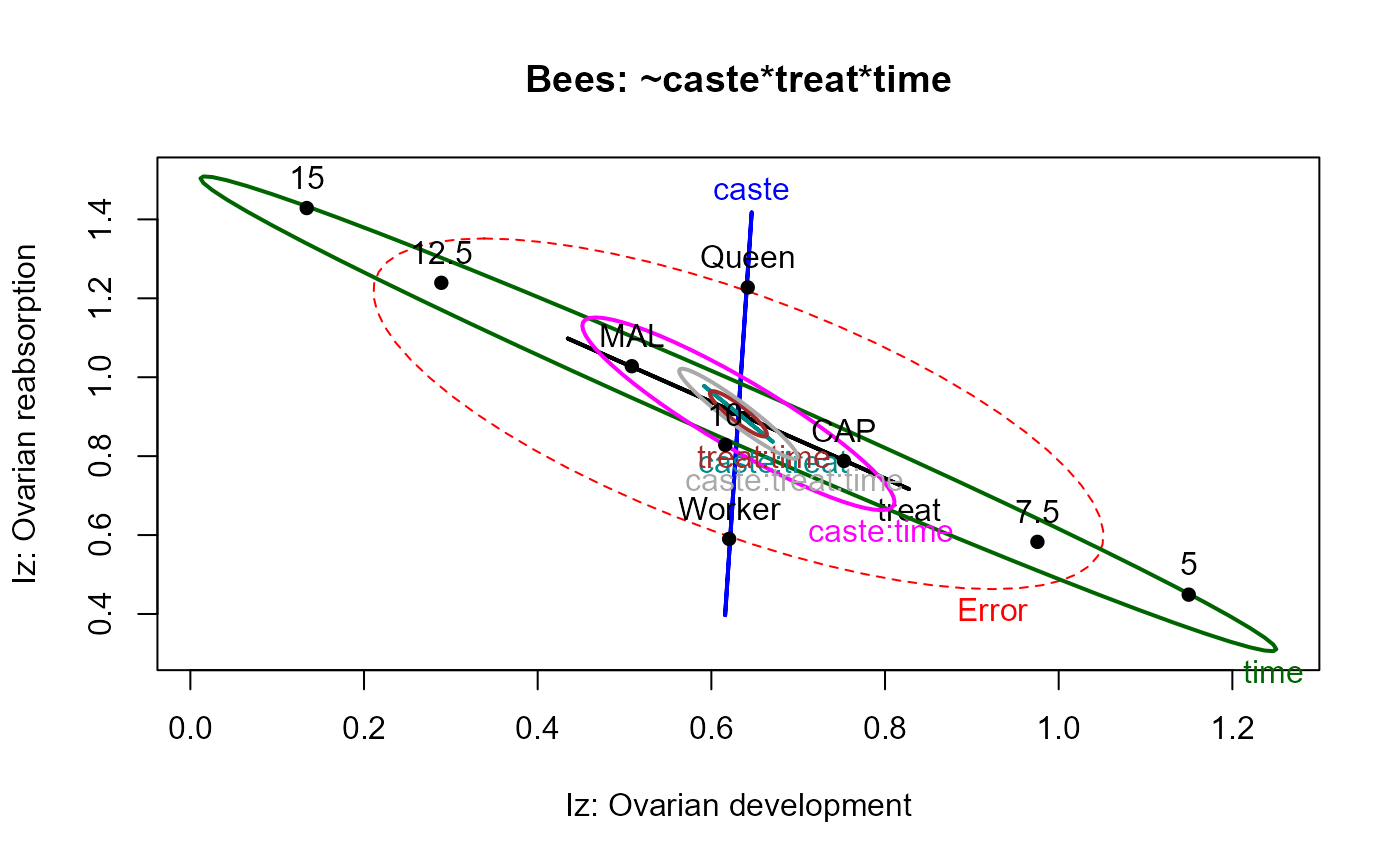 Bees: ~caste*treat*time
Iz: Ovarian reabsorption
1.4
1.2
1.0
0.8
0.6
0.4
15
caste
12.5
Queen
MAL
10
CAP
treat:time
caste:treat
caste:treat:time
Worker
treat
7.5
caste:time
5
Error
time
0.0
0.2
0.4
0.6
0.8
1.0
1.2
Iz: Ovarian development